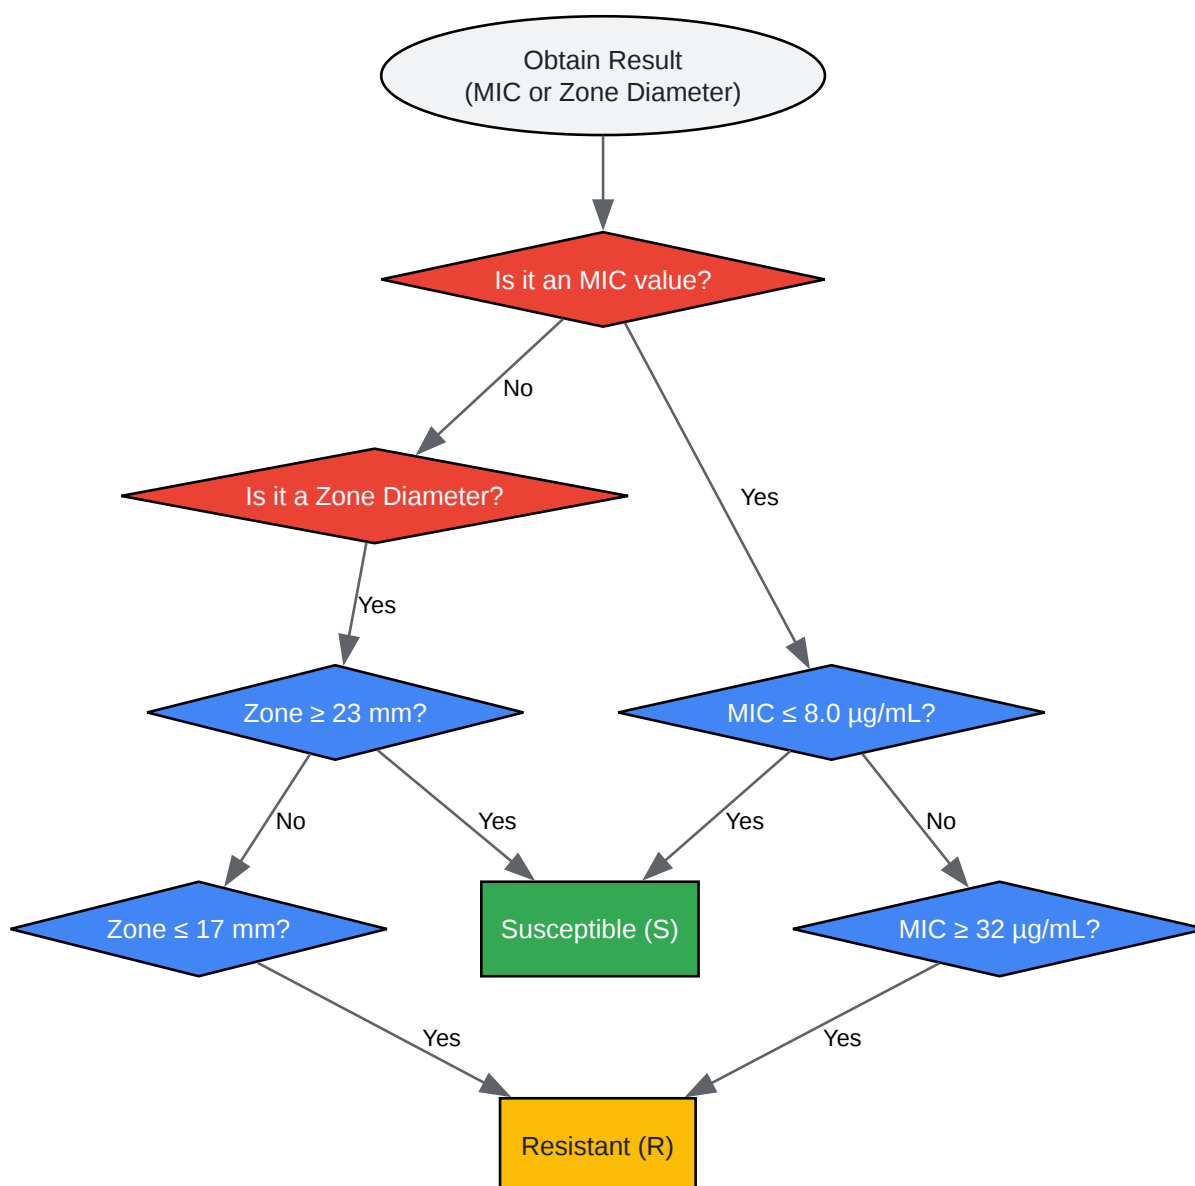 Obtain Result
(MIC or Zone Diameter)
Is it an MIC value?
No
Yes
Is it a Zone Diameter?
Yes
Zone ≥ 23 mm?
MIC ≤ 8.0 µg/mL?
No
Yes
Yes
No
Zone ≤ 17 mm?
Susceptible (S)
MIC ≥ 32 µg/mL?
Yes
Yes
Resistant (R)